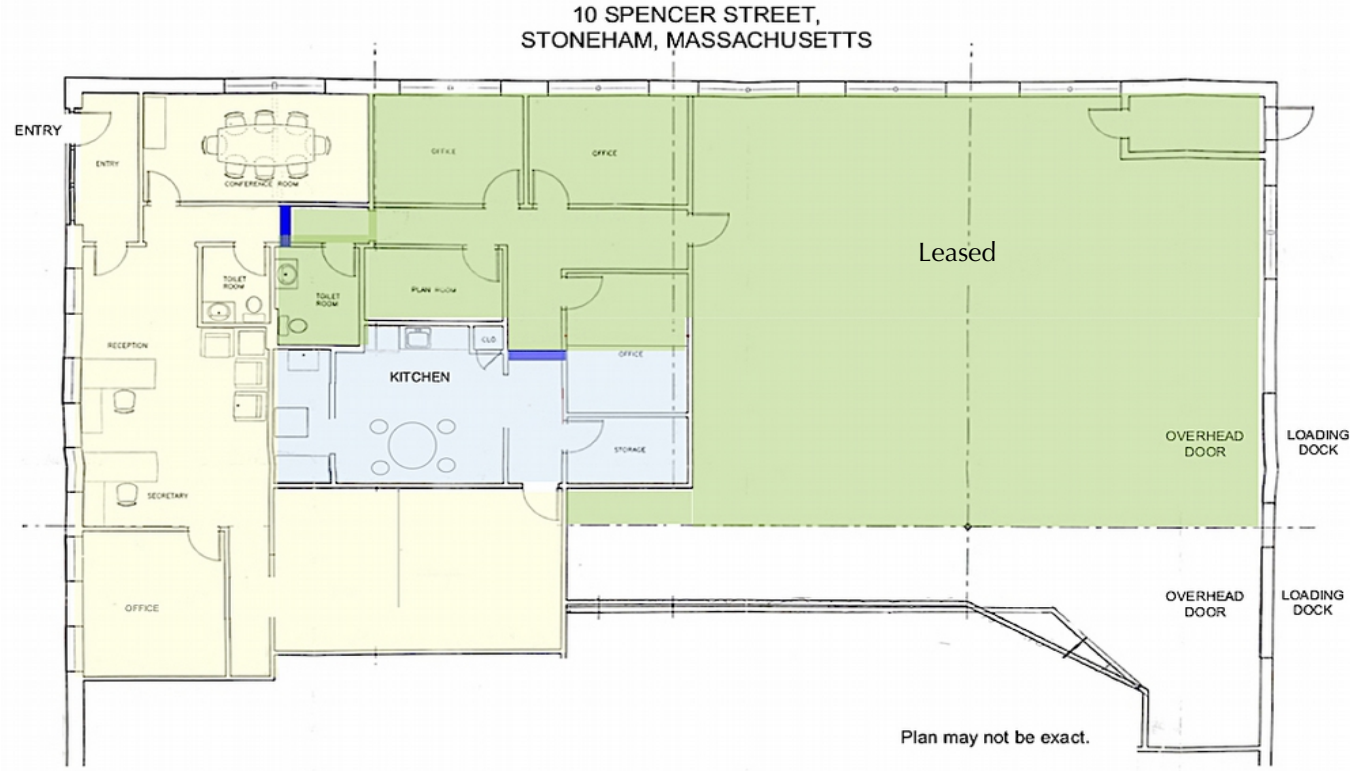 10 SPENCER STREET,
STONEHAM, MASSACHUSETTS
ENTRY
ENTRY
CONFERENCE ROOM
OFFICE
OFFICE
Leased
TOILET
ROOM
TOILET
ROOM
PLAN ROOM
RECEPTION
CLO
OFFICE
KITCHEN
STORAGE
OVERHEAD
DOOR
LOADING
DOCK
SECRETARY
OFFICE
OVERHEAD
DOOR
LOADING
DOCK
Plan may not be exact.